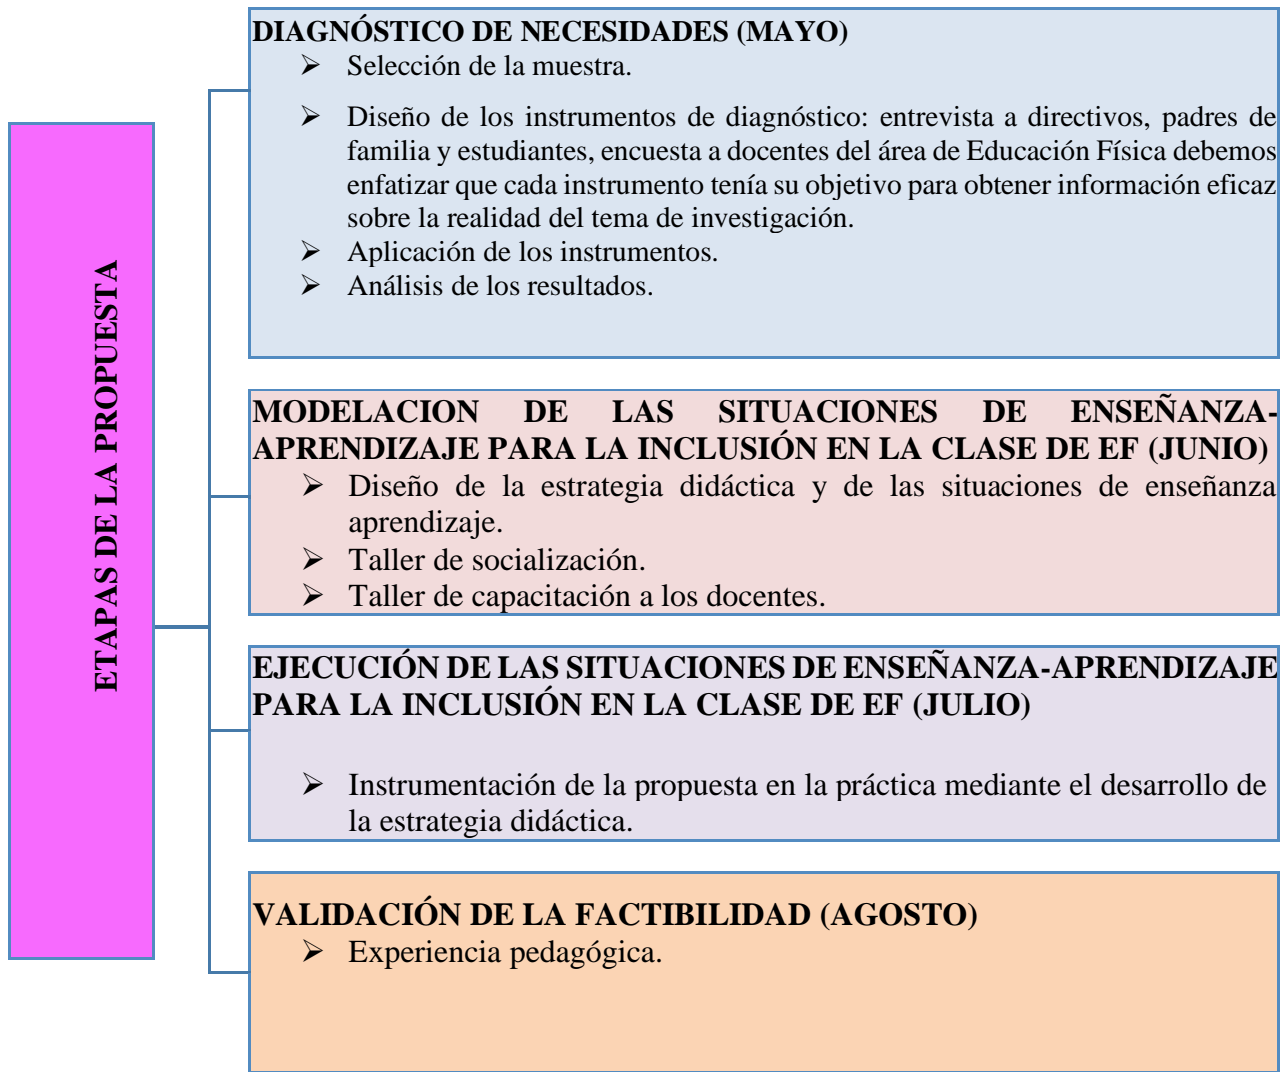 ETAPAS DE LA PROPUESTA
DIAGNÓSTICO DE NECESIDADES (MAYO)
➢ Selección de la muestra.
➢ Diseño de los instrumentos de diagnóstico: entrevista a directivos, padres de
familia y estudiantes, encuesta a docentes del área de Educación Física debemos
enfatizar que cada instrumento tenía su objetivo para obtener información eficaz
sobre la realidad del tema de investigación.
➢ Aplicación de los instrumentos.
➢ Análisis de los resultados.
MODELACION DE LAS SITUACIONES DE ENSEÑANZA-
APRENDIZAJE PARA LA INCLUSIÓN EN LA CLASE DE EF (JUNIO)
➢ Diseño de la estrategia didáctica y de las situaciones de enseñanza
aprendizaje.
➢ Taller de socialización.
➢ Taller de capacitación a los docentes.
EJECUCIÓN DE LAS SITUACIONES DE ENSEÑANZA-APRENDIZAJE
PARA LA INCLUSIÓN EN LA CLASE DE EF (JULIO)
➢ Instrumentación de la propuesta en la práctica mediante el desarrollo de
la estrategia didáctica.
VALIDACIÓN DE LA FACTIBILIDAD (AGOSTO)
➢ Experiencia pedagógica.